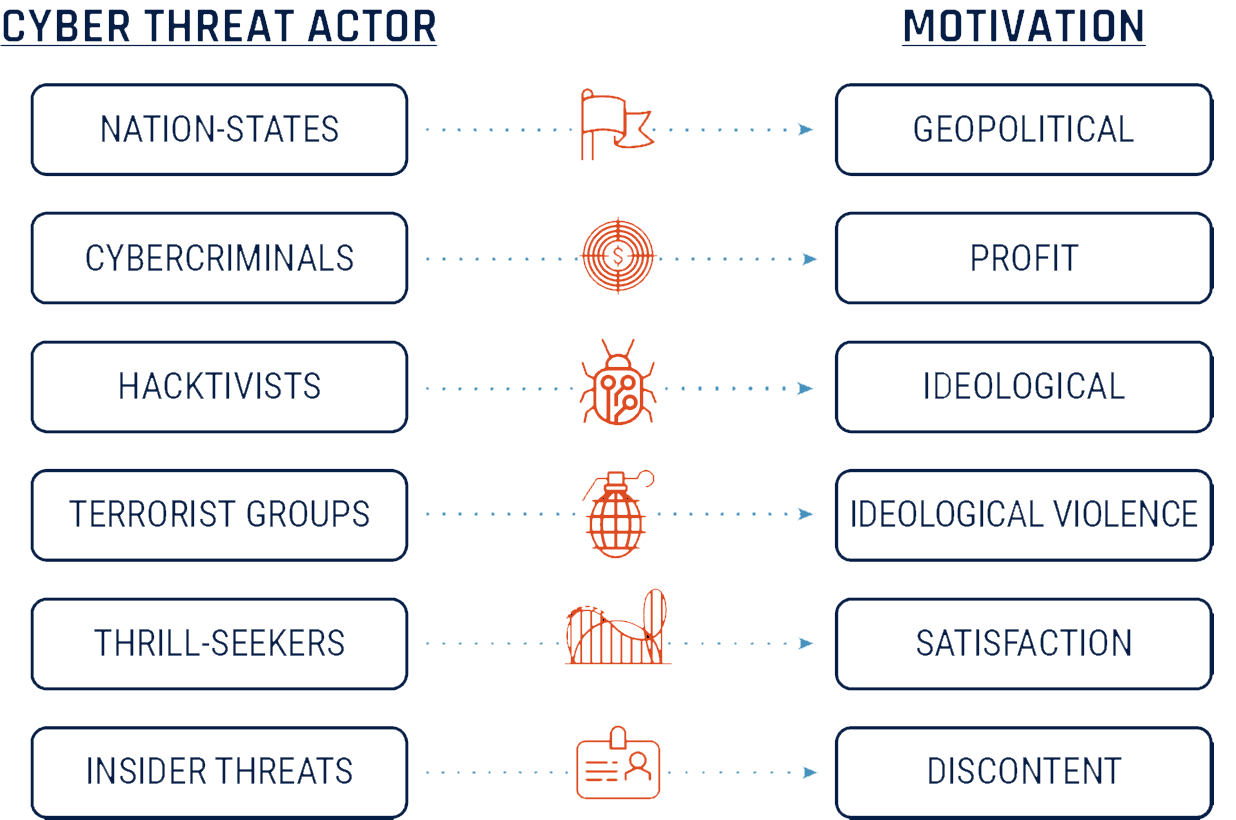 CYBER THREAT ACTOR MOTIVATION
NATION-STATES GEOPOLITICAL
CYBERCRIMINALS $ PROFIT
HACKTIVISTS IDEOLOGICAL
TERRORIST GROUPS IDEOLOGICAL VIOLENCE
THRILL-SEEKERS SATISFACTION
INSIDER THREATS DISCONTENT